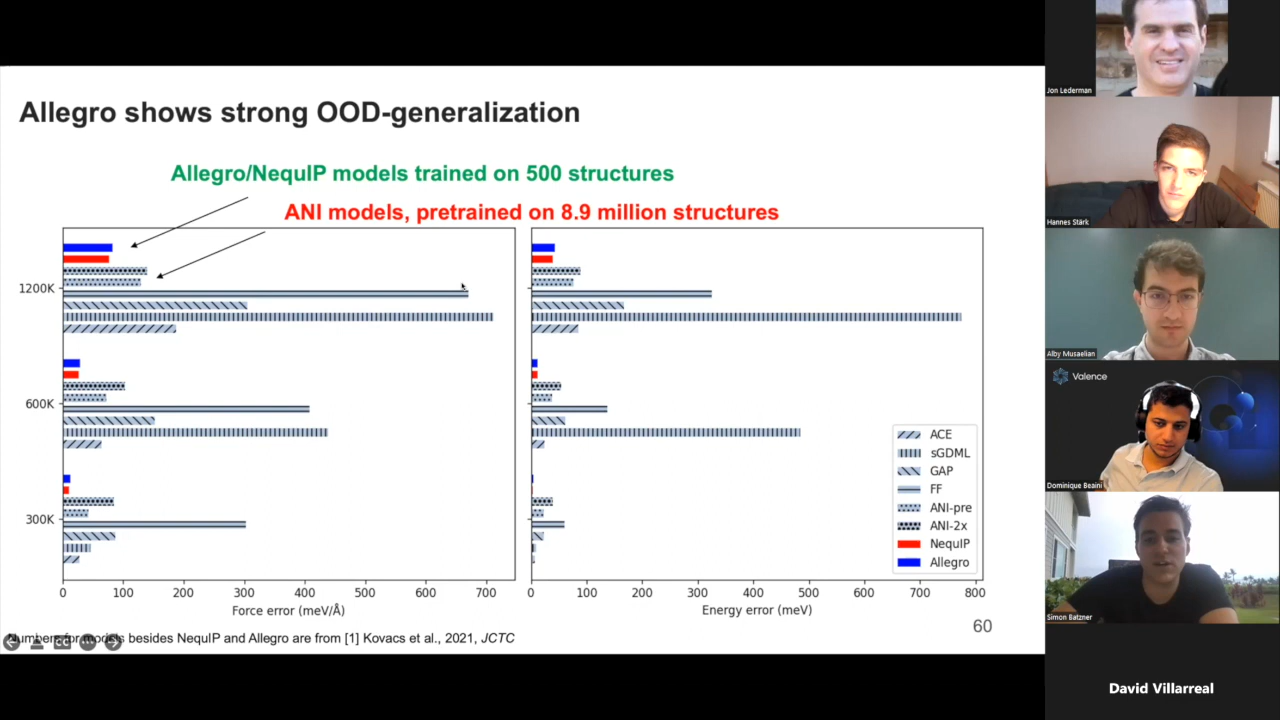 Allegro shows strong OOD-generalization
Allegro/NequIP models trained on 500 structures
ANI models, pretrained on 8.9 million structures
1200K
600K
300K
0 100 200 300 400 500 600 700
Force error (meV/Å)
0 100 200 300 400 500 600 700 800
Energy error (meV)
ACE
sGDML
GAP
FF
ANI-pre
ANI-2x
NequIP
Allegro
60
Numbers for models besides NequIP and Allegro are from [1] Kovacs et al., 2021, JCTC
CC
Jon Lederman
Hannes Stärk
Alby Musaelian
Valence
Dominique Beaini
Simon Batzner
David Villarreal